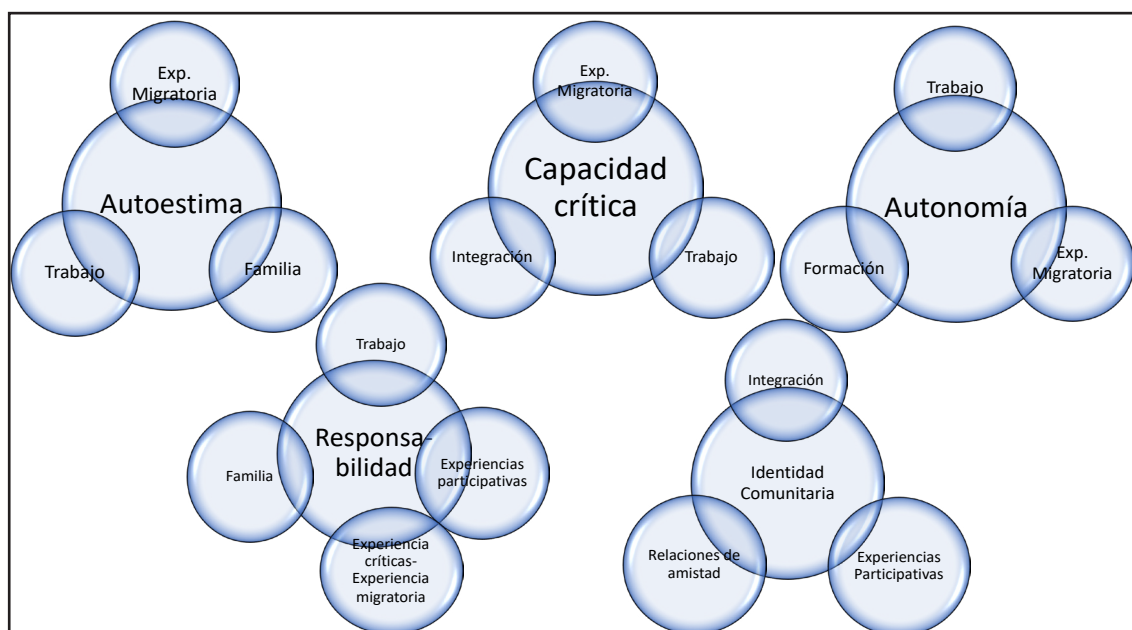 Exp.
Migratoria
Autoestima
Trabajo
Familia
Exp.
Migratoria
Capacidad
crítica
Integración
Trabajo
Trabajo
Autonomía
Formación
Exp.
Migratoria
Trabajo
Responsa-
bilidad
Familia
Experiencias
participativas
Experiencia
críticas-
Experiencia
migratoria
Integración
Identidad
Comunitaria
Relaciones de
amistad
Experiencias
Participativas